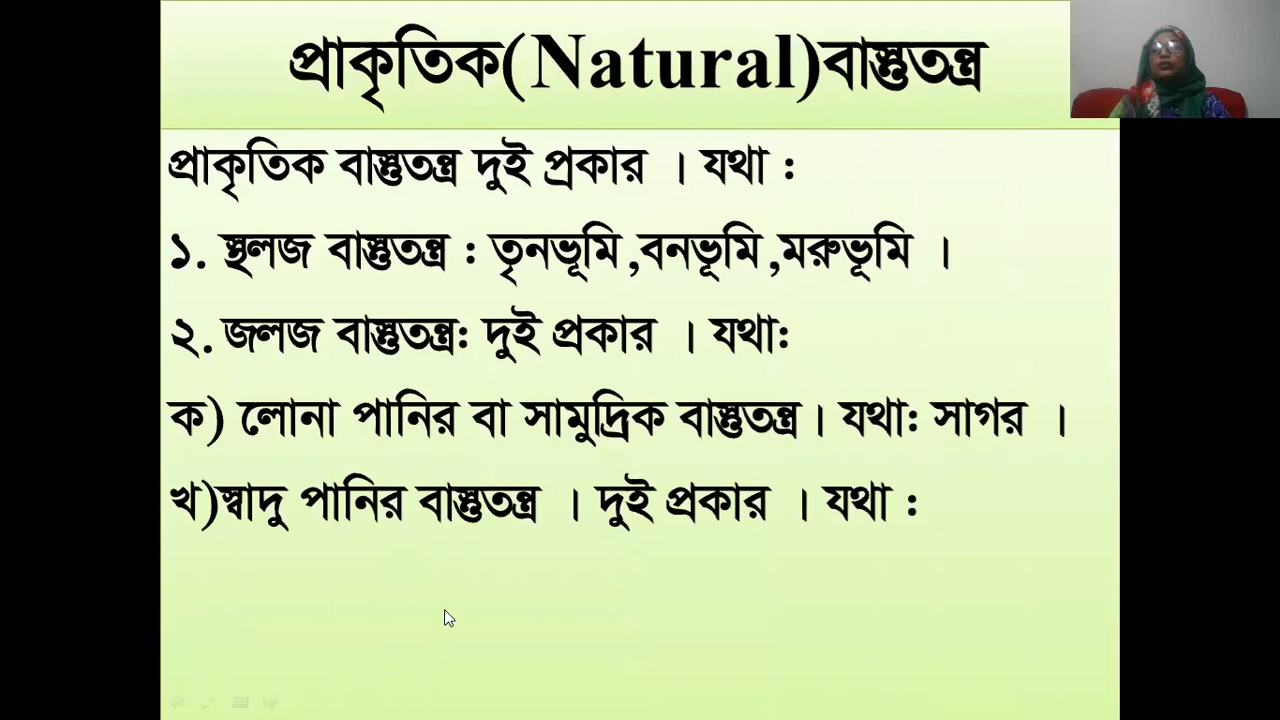 প্রাকৃতিক(Natural)বাস্তুতন্ত্র
প্রাকৃতিক বাস্তুতন্ত্র দুই প্রকার । যথা :
১. স্থলজ বাস্তুতন্ত্র : তৃনভূমি ,বনভূমি ,মরুভূমি ।
২. জলজ বাস্তুতন্ত্র: দুই প্রকার । যথা:
ক) লোনা পানির বা সামুদ্রিক বাস্তুতন্ত্র। যথা: সাগর ।
খ)স্বাদু পানির বাস্তুতন্ত্র । দুই প্রকার । যথা :